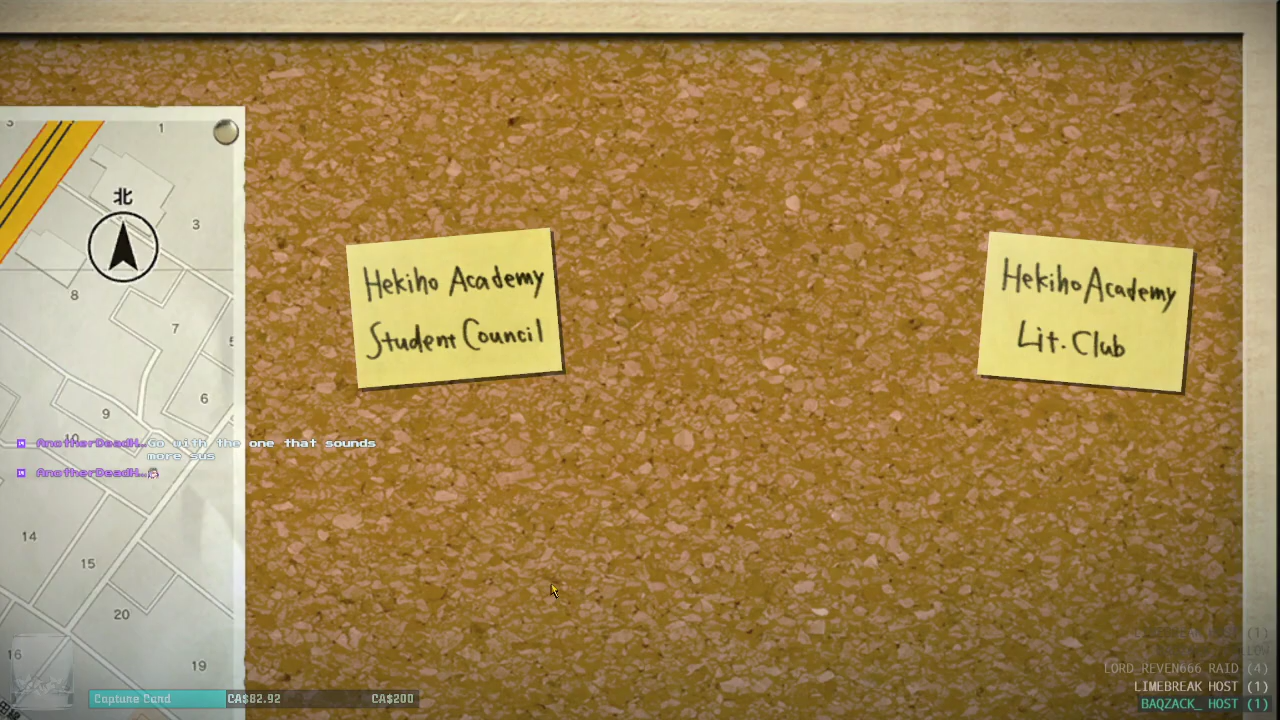 3
1
北
3
8
7
6
9
10
14
15
20
16
19
Hekiho Academy
Student Council
Hekiho Academy
Lit. Club
AnotherDeadH… Go with the one that sounds
more sus
AnotherDeadH…
Capture Card CA$82.92 CA$200
LORD_REVEN666 RAID (4)
LIMEBREAK HOST (1)
BAQZACK_ HOST (1)